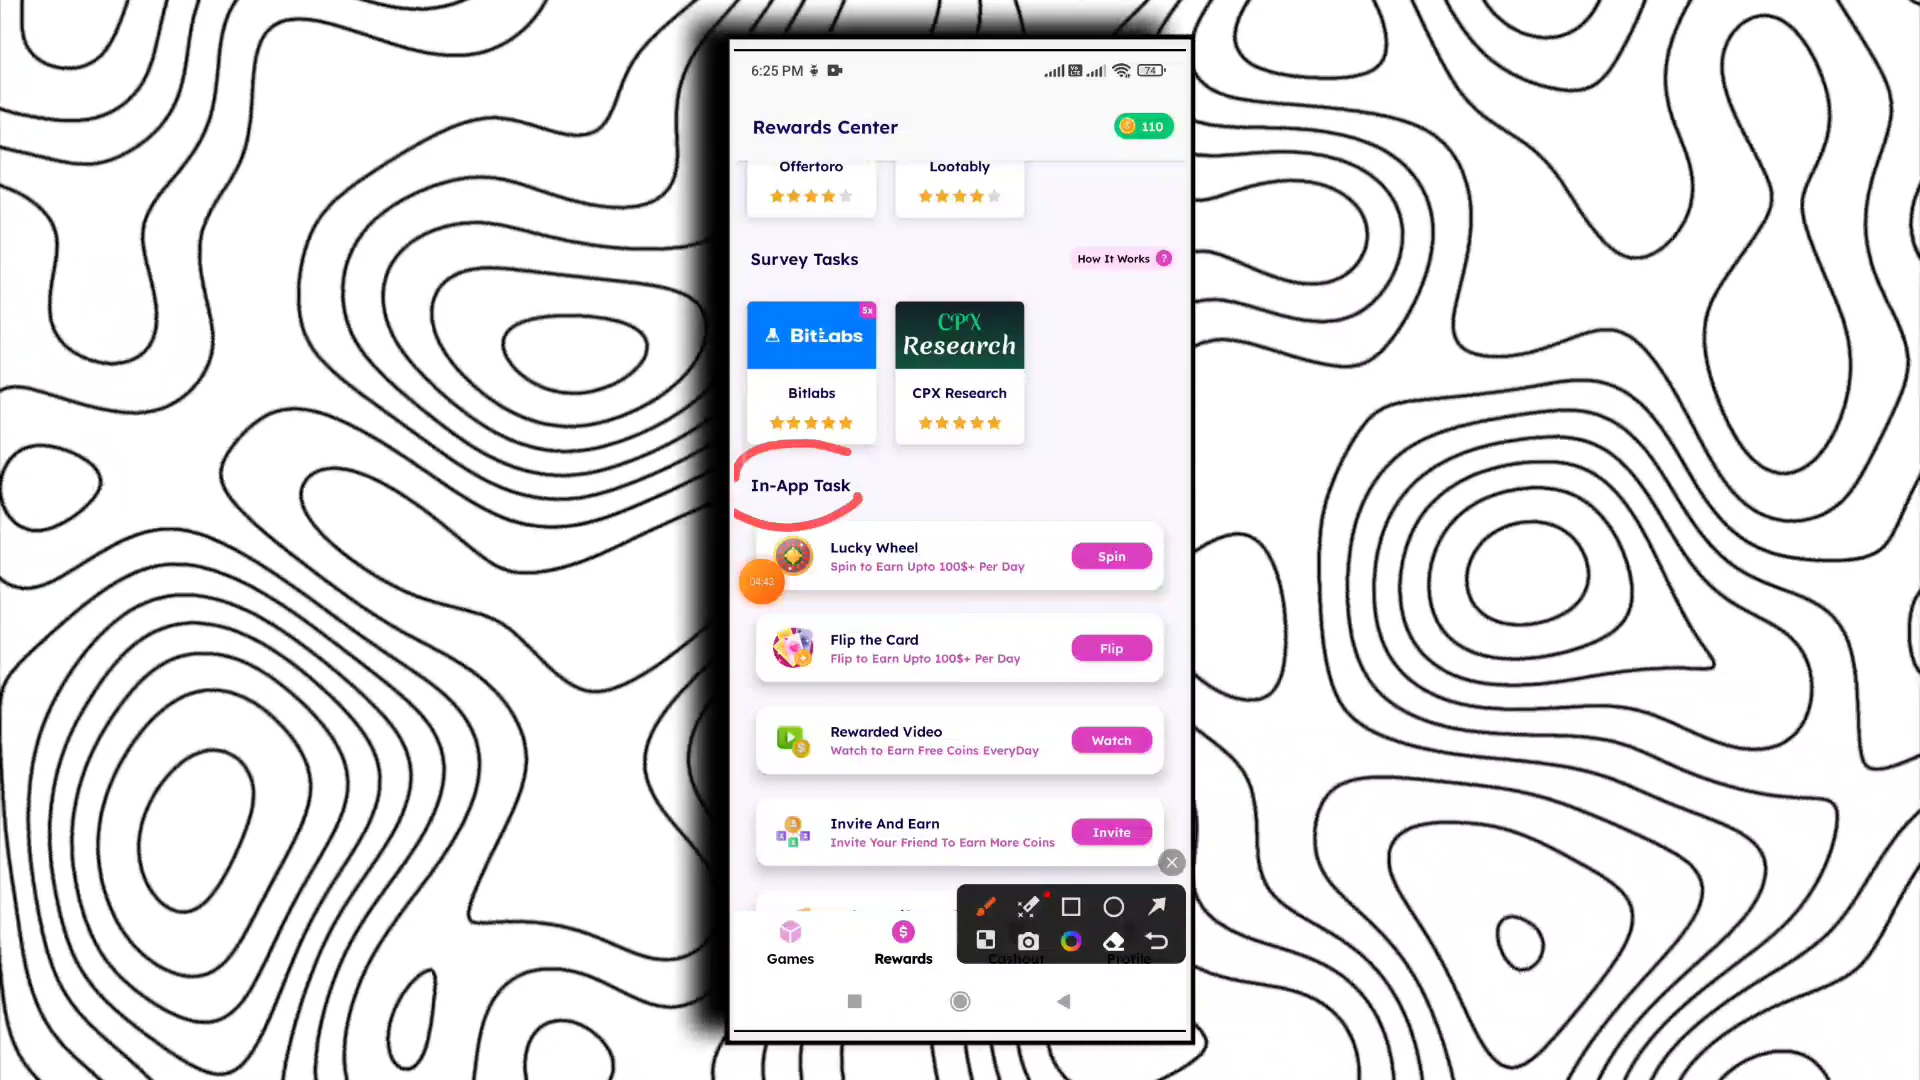 6:25 PM
74
Rewards Center
110
Offertoro
Lootably
Survey Tasks
How It Works ?
5x
BitLabs
CPX
Research
Bitlabs
CPX Research
In-App Task
Lucky Wheel
Spin to Earn Upto 100$+ Per Day
Spin
04:43
Flip the Card
Flip to Earn Upto 100$+ Per Day
Flip
Rewarded Video
Watch to Earn Free Coins EveryDay
Watch
Invite And Earn
Invite Your Friend To Earn More Coins
Invite
Games
Rewards
Cashout
Profile